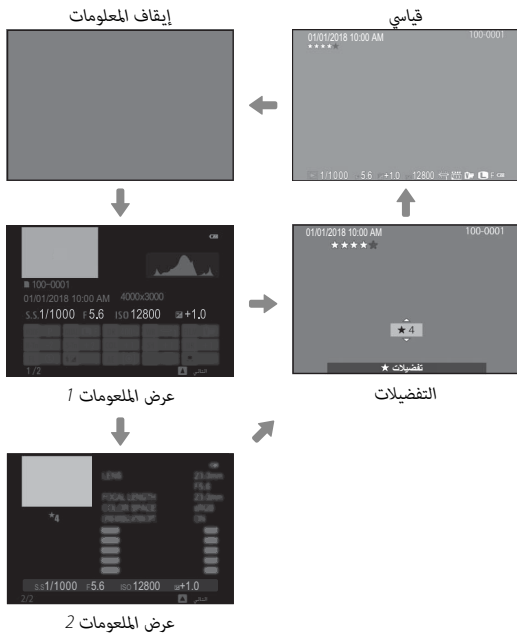 قياسي
01/01/2018 10:00 AM 100-0001
1/1000 5.6 +1.0 12800 L F
إيقاف المعلومات
01/01/2018 10:00 AM 100-0001
★ 4
تفضيلات ★
التفضيلات
100-0001
01/01/2018 10:00 AM 4000x3000
S.S.1/1000 F5.6 ISO12800 +1.0
1/2 التالي
عرض الملعومات 1
★4
LENS 23.0mm
F5.6
FOCAL LENGTH 23.0mm
COLOR SPACE sRGB
ON
S.S1/1000 F5.6 ISO12800 +1.0
2/2 التالي
عرض الملعومات 2